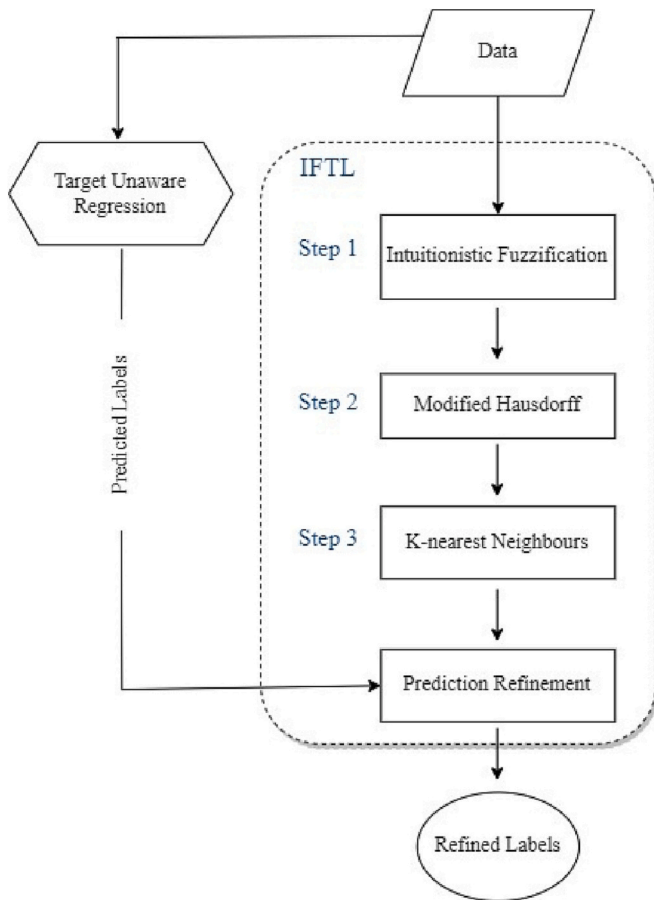 Data
Target Unaware
Regression
IFTL
Step 1
Intuitionistic Fuzzification
Predicted Labels
Step 2
Modified Hausdorff
Step 3
K-nearest Neighbours
Prediction Refinement
Refined Labels